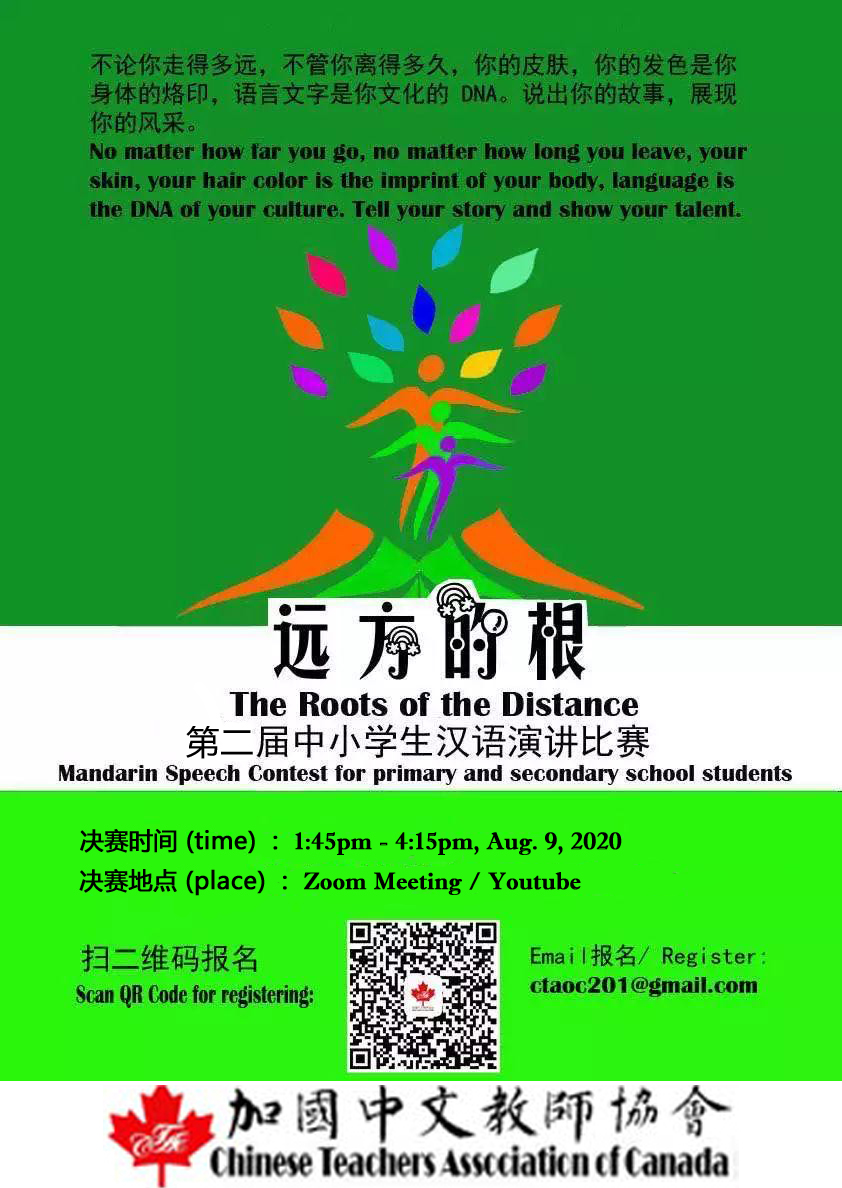 不论你走得多远，不管你离得多久，你的皮肤，你的发色是你
身体的烙印，语言文字是你文化的 DNA。说出你的故事，展现
你的风采。
No matter how far you go, no matter how long you leave, your
skin, your hair color is the imprint of your body, language is
the DNA of your culture. Tell your story and show your talent.
远方的根
The Roots of the Distance
第二届中小学生汉语演讲比赛
Mandarin Speech Contest for primary and secondary school students
决赛时间 (time) ： 1:45pm - 4:15pm, Aug. 9, 2020
决赛地点 (place) ： Zoom Meeting / Youtube
扫二维码报名
Scan QR Code for registering:
Email报名/ Register:
ctaoc201@gmail.com
加國中文教師協會
Chinese Teachers Association of Canada